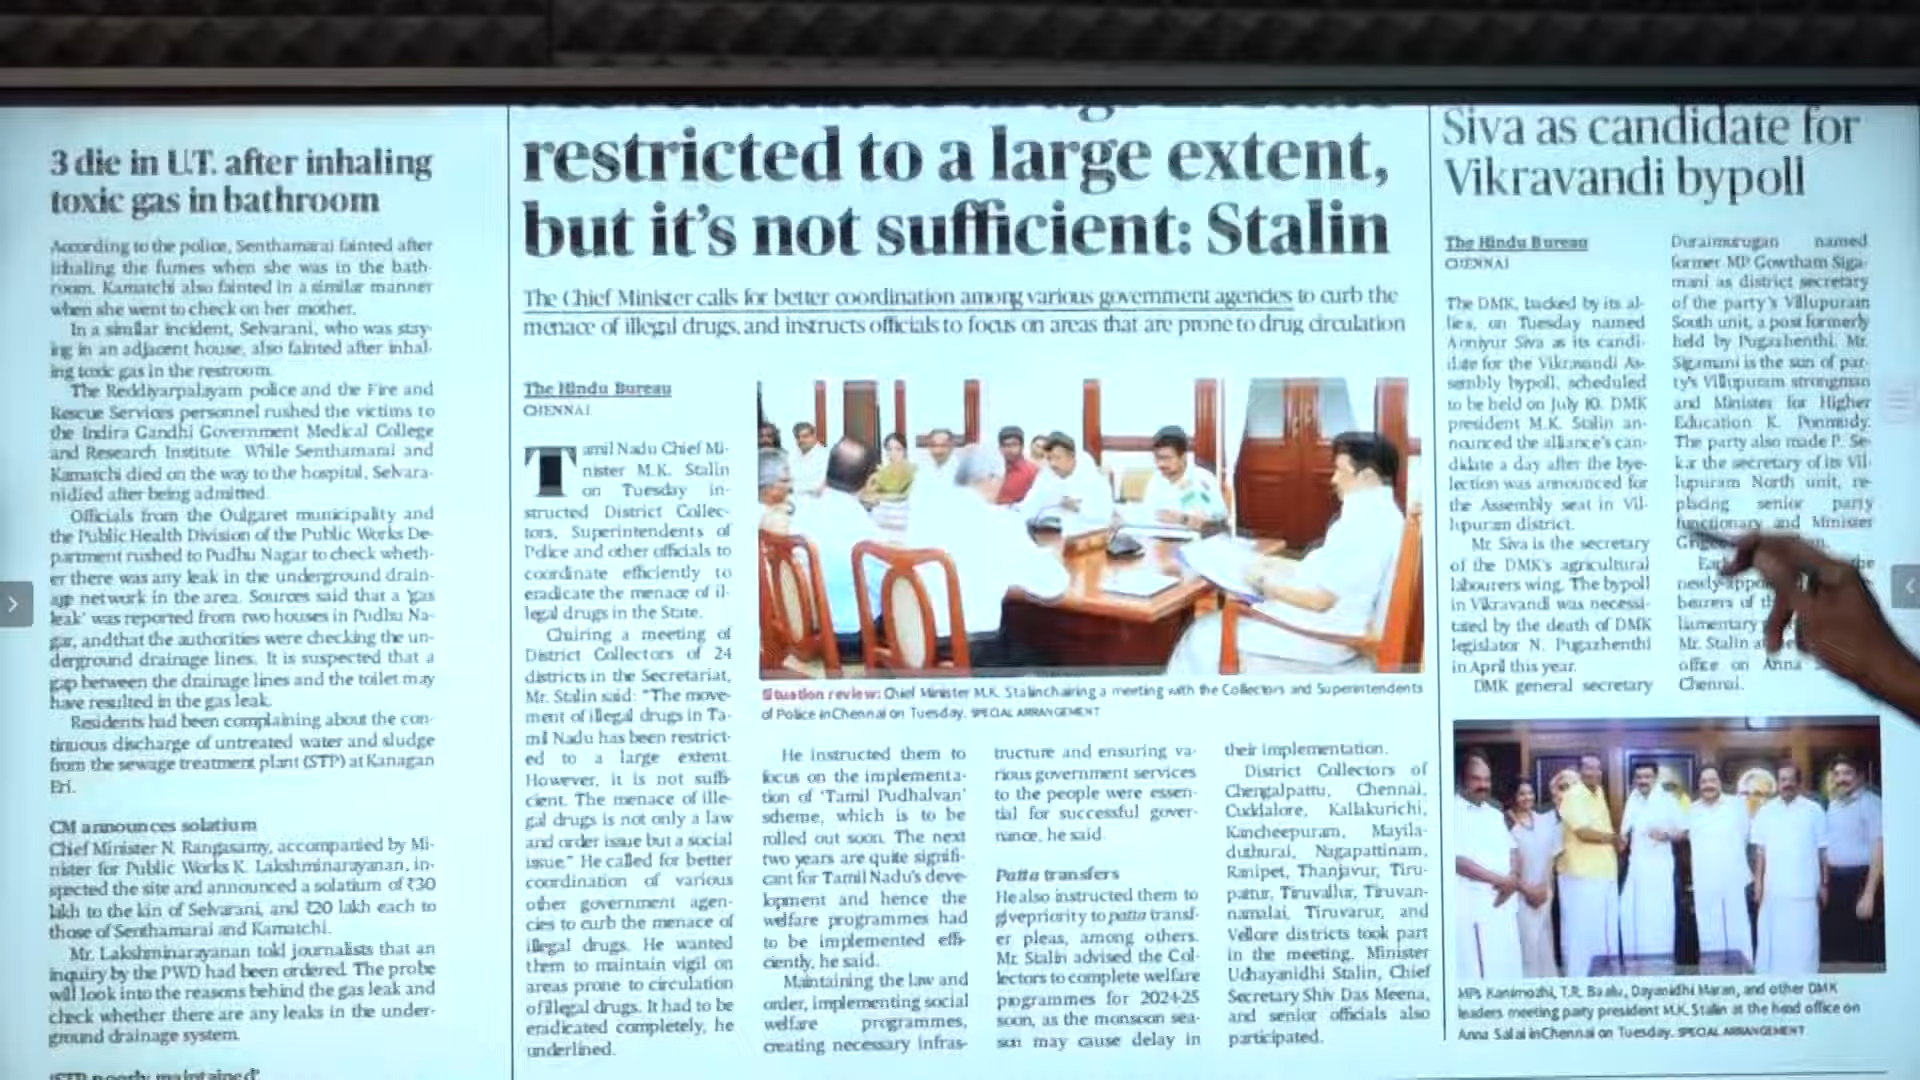 3 die in U.T. after inhaling
toxic gas in bathroom
According to the police, Senthamarai fainted after
inhaling the fumes when she was in the bath-
room. Kamatchi also fainted in a similar manner
when she went to check on her mother.
In a similar incident, Selvarani, who was stay-
ing in an adjacent house, also fainted after inhal-
ing toxic gas in the restroom.
The Reddiyarpalayam police and the Fire and
Rescue Services personnel rushed the victims to
the Indira Gandhi Government Medical College
and Research Institute. While Senthamarai and
Kamatchi died on the way to the hospital, Selvara-
ni died after being admitted.
Officials from the Oulgaret municipality and
the Public Health Division of the Public Works De-
partment rushed to Pudhu Nagar to check wheth-
er there was any leak in the underground drain-
age network in the area. Sources said that a 'gas
leak' was reported from two houses in Pudhu Na-
gar, and that the authorities were checking the un-
derground drainage lines. It is suspected that a
gap between the drainage lines and the toilet may
have resulted in the gas leak.
Residents had been complaining about the con-
tinuous discharge of untreated water and sludge
from the sewage treatment plant (STP) at Kanagan
Eri.
CM announces solatium
Chief Minister N. Rangasamy, accompanied by Mi-
nister for Public Works K. Lakshminarayanan, in-
spected the site and announced a solatium of ₹30
lakh to the kin of Selvarani, and ₹20 lakh each to
those of Senthamarai and Kamatchi.
Mr. Lakshminarayanan told journalists that an
inquiry by the PWD had been ordered. The probe
will look into the reasons behind the gas leak and
check whether there are any leaks in the under-
ground drainage system.
'STP poorly maintained'
restricted to a large extent,
but it's not sufficient: Stalin
The Chief Minister calls for better coordination among various government agencies to curb the
menace of illegal drugs, and instructs officials to focus on areas that are prone to drug circulation
The Hindu Bureau
CHENNAI
Tamil Nadu Chief Mi-
nister M.K. Stalin
on Tuesday in-
structed District Collec-
tors, Superintendents of
Police and other officials to
coordinate efficiently to
eradicate the menace of il-
legal drugs in the State.
Chairing a meeting of
District Collectors of 24
districts in the Secretariat,
Mr. Stalin said: "The move-
ment of illegal drugs in Ta-
mil Nadu has been restrict-
ed to a large extent.
However, it is not suffi-
cient. The menace of ille-
gal drugs is not only a law
and order issue but a social
issue." He called for better
coordination of various
other government agen-
cies to curb the menace of
illegal drugs. He wanted
them to maintain vigil on
areas prone to circulation
of illegal drugs. It had to be
eradicated completely, he
underlined.
Situation review: Chief Minister M.K. Stalin chairing a meeting with the Collectors and Superintendents
of Police in Chennai on Tuesday. SPECIAL ARRANGEMENT
He instructed them to
focus on the implementa-
tion of 'Tamil Pudhalvan'
scheme, which is to be
rolled out soon. The next
two years are quite signifi-
cant for Tamil Nadu's deve-
lopment and hence the
welfare programmes had
to be implemented effi-
ciently, he said.
Maintaining the law and
order, implementing social
welfare programmes,
creating necessary infras-
tructure and ensuring va-
rious government services
to the people were essen-
tial for successful gover-
nance, he said.
Patta transfers
He also instructed them to
give priority to patta transf-
er pleas, among others.
Mr. Stalin advised the Col-
lectors to complete welfare
programmes for 2024-25
soon, as the monsoon sea-
son may cause delay in
their implementation.
District Collectors of
Chengalpattu, Chennai,
Cuddalore, Kallakurichi,
Kancheepuram, Mayila-
duthurai, Nagapattinam,
Ranipet, Thanjavur, Tiru-
pattur, Tiruvallur, Tiruvan-
namalai, Tiruvarur, and
Vellore districts took part
in the meeting. Minister
Udhayanidhi Stalin, Chief
Secretary Shiv Das Meena,
and senior officials also
participated.
Siva as candidate for
Vikravandi bypoll
The Hindu Bureau
CHENNAI
The DMK, backed by its al-
lies, on Tuesday named
Anniyur Siva as its candi-
date for the Vikravandi As-
sembly bypoll, scheduled
to be held on July 10. DMK
president M.K. Stalin an-
nounced the alliance's can-
didate a day after the bye-
lection was announced for
the Assembly seat in Vil-
lupuram district.
Mr. Siva is the secretary
of the DMK's agricultural
labourers wing. The bypoll
in Vikravandi was necessi-
tated by the death of DMK
legislator N. Pugazhenthi
in April this year.
DMK general secretary
Duraimurugan named
former MP Gowtham Siga-
mani as district secretary
of the party's Villupuram
South unit, a post formerly
held by Pugazhenthi. Mr.
Sigamani is the son of par-
ty's Villupuram strongman
and Minister for Higher
Education K. Ponmudy.
The party also made P. Se-
kar the secretary of its Vil-
lupuram North unit, re-
placing senior party
functionary and Minister
the
newly-appo
bearers of
liamentary
Mr. Stalin at
office on Anna
Chennai.
MPs Kanimozhi, T.R. Baalu, Dayanidhi Maran, and other DMK
leaders meeting party president M.K. Stalin at the head office on
Anna Salai in Chennai on Tuesday. SPECIAL ARRANGEMENT